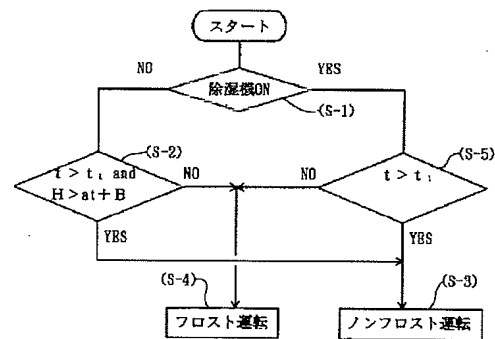 スタート
NO
除湿機ON
YES
(S-1)
(S-2)
t > t₁ and
H > at + B
NO
YES
(S-5)
NO
t > t₁
YES
(S-4)
フロスト運転
(S-3)
ノンフロスト運転